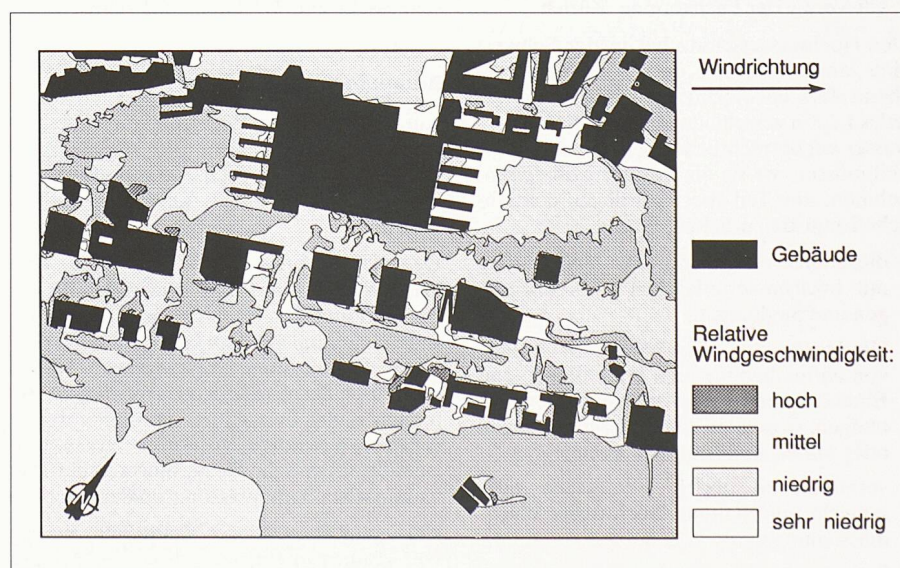 Windrichtung
Gebäude
Relative
Windgeschwindigkeit:
hoch
mittel
niedrig
sehr niedrig